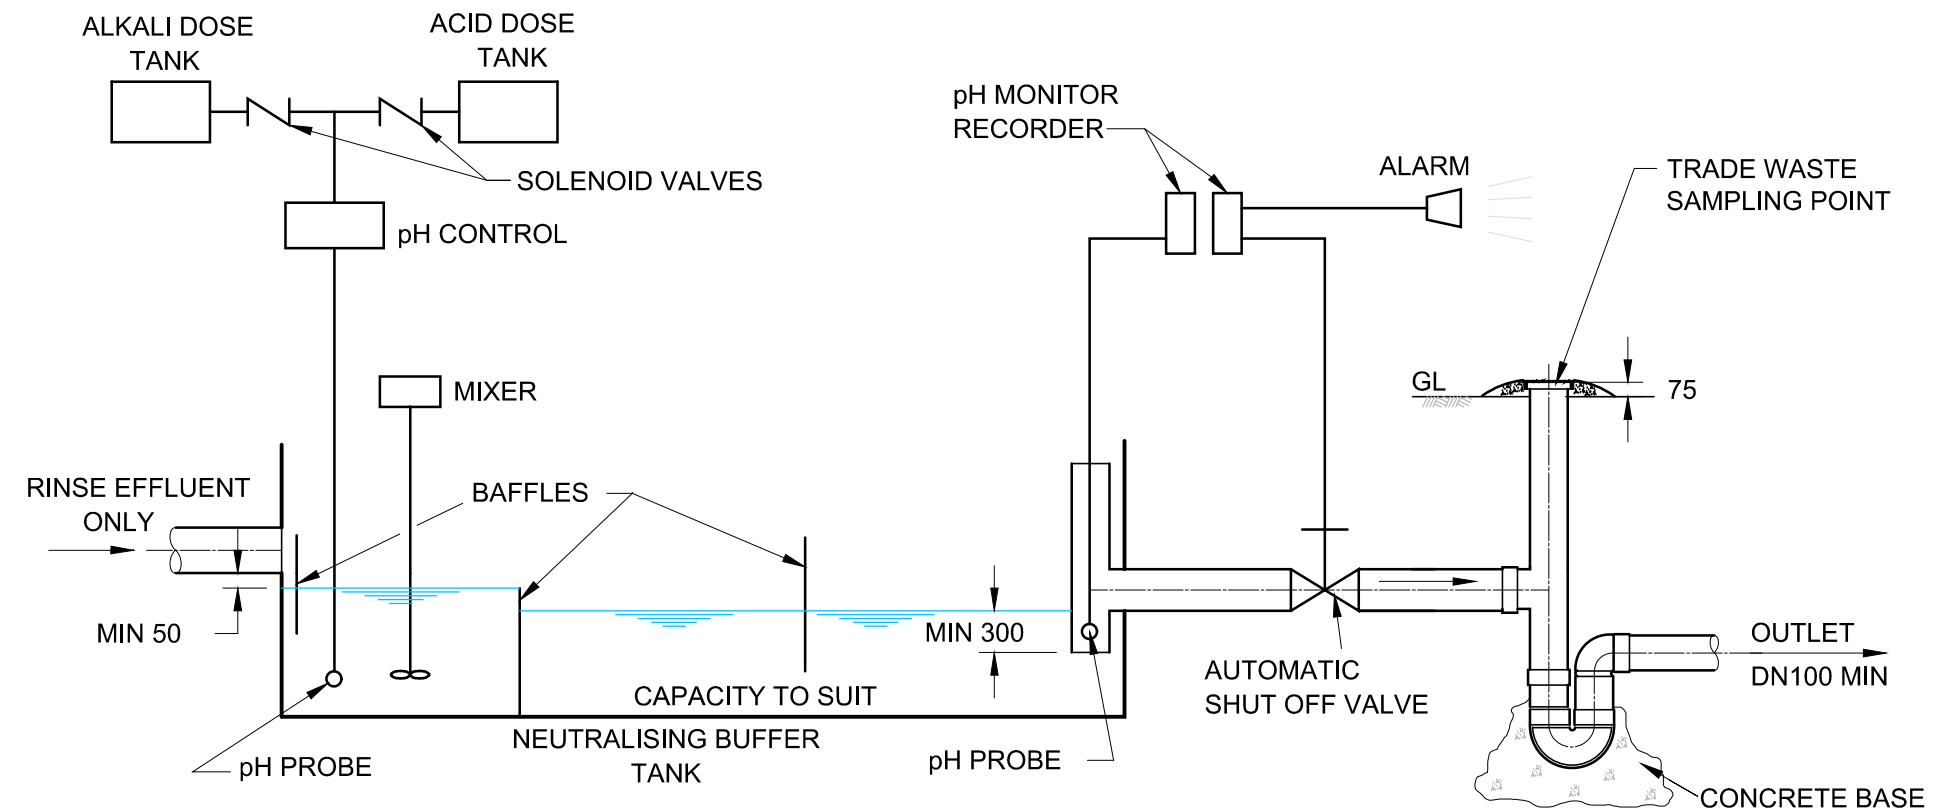 ALKALI DOSE
TANK
ACID DOSE
TANK
SOLENOID VALVES
pH CONTROL
pH MONITOR
RECORDER
ALARM
TRADE WASTE
SAMPLING POINT
MIXER
GL
75
RINSE EFFLUENT
ONLY
BAFFLES
MIN 50
MIN 300
OUTLET
DN100 MIN
AUTOMATIC
SHUT OFF VALVE
CAPACITY TO SUIT
NEUTRALISING BUFFER
TANK
pH PROBE
pH PROBE
CONCRETE BASE